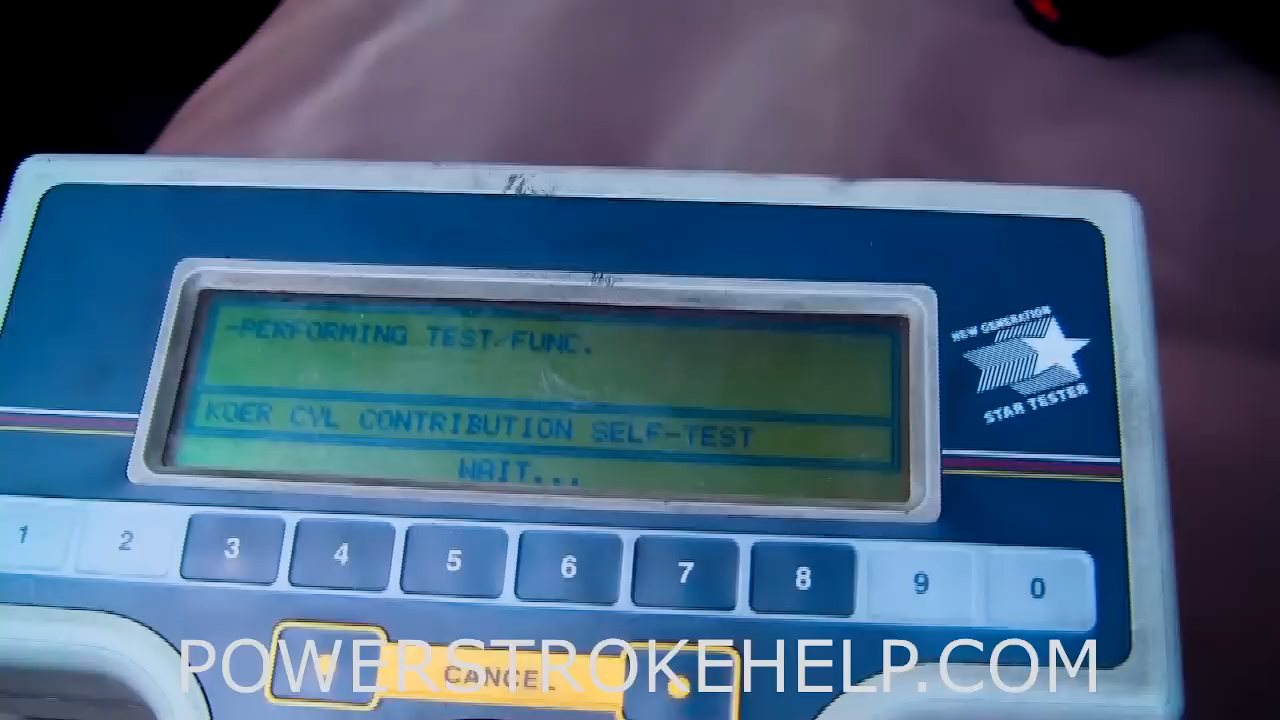 -PERFORMING TEST/FUNC.
KOER CYL CONTRIBUTION SELF-TEST
WAIT...
NEW GENERATION
STAR TESTER
1 2 3 4 5 6 7 8 9 0
CANCEL
POWERSTROKEHELP.COM